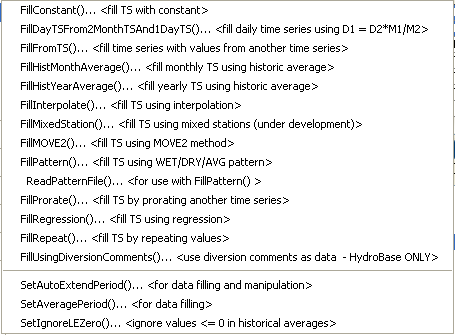 FillConstant()... <fill TS with constant>
FillDayTSFrom2MonthTSAnd1DayTS()... <fill daily time series using D1 = D2*M1/M2>
FillFromTS()... <fill time series with values from another time series>
FillHistMonthAverage()... <fill monthly TS using historic average>
FillHistYearAverage()... <fill yearly TS using historic average>
FillInterpolate()... <fill TS using interpolation>
FillMixedStation()... <fill TS using mixed stations (under development)>
FillMOVE2()... <fill TS using MOVE2 method>
FillPattern()... <fill TS using WET/DRY/AVG pattern>
ReadPatternFile()... <for use with FillPattern() >
FillProrate()... <fill TS by prorating another time series>
FillRegression()... <fill TS using regression>
FillRepeat()... <fill TS by repeating values>
FillUsingDiversionComments()... <use diversion comments as data - HydroBase ONLY>
SetAutoExtendPeriod()... <for data filling and manipulation>
SetAveragePeriod()... <for data filling>
SetIgnoreLEZero()... <ignore values <= 0 in historical averages>